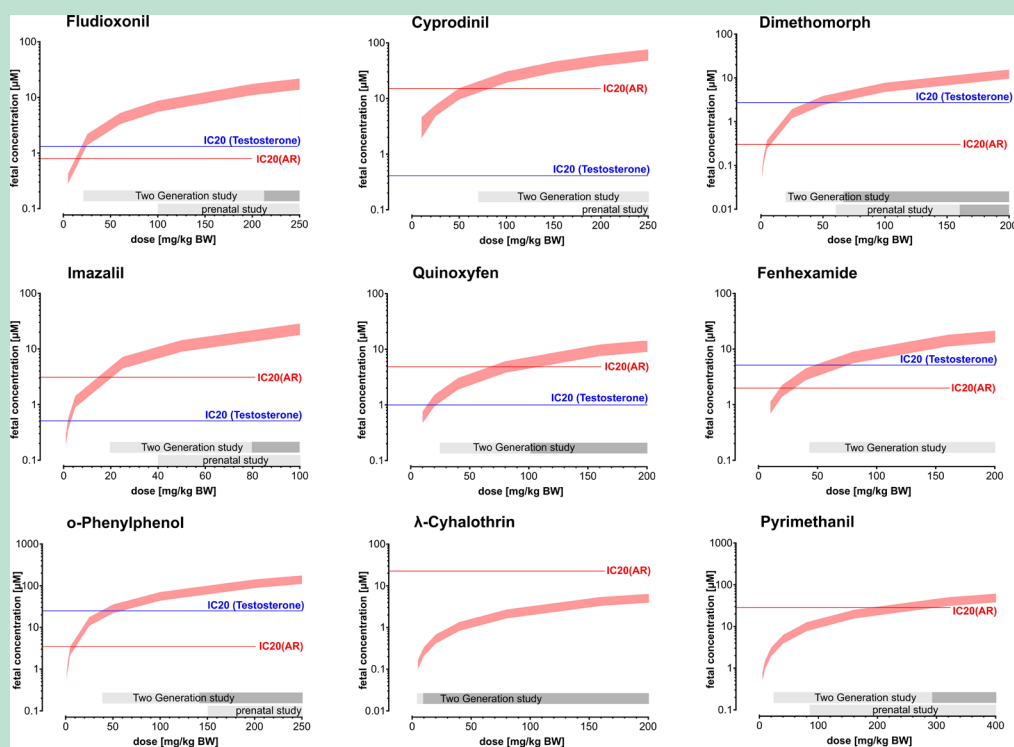 Fludioxonil
fetal concentration [µM]
100
10
1
0.1
IC20 (Testosterone)
IC20(AR)
Two Generation study
prenatal study
0 50 100 150 200 250
dose [mg/kg BW]
Cyprodinil
fetal concentration [µM]
100
10
1
0.1
IC20(AR)
IC20 (Testosterone)
Two Generation study
prenatal study
0 50 100 150 200 250
dose [mg/kg BW]
Dimethomorph
fetal concentration [µM]
100
10
1
0.1
0.01
IC20 (Testosterone)
IC20(AR)
Two Generation study
prenatal study
0 50 100 150 200
dose [mg/kg BW]
Imazalil
fetal concentration [µM]
100
10
1
0.1
IC20(AR)
IC20 (Testosterone)
Two Generation study
prenatal study
0 20 40 60 80 100
dose [mg/kg BW]
Quinoxyfen
fetal concentration [µM]
100
10
1
0.1
IC20(AR)
IC20 (Testosterone)
Two Generation study
0 50 100 150 200
dose [mg/kg BW]
Fenhexamide
fetal concentration [µM]
100
10
1
0.1
IC20 (Testosterone)
IC20(AR)
Two Generation study
0 50 100 150 200
dose [mg/kg BW]
o-Phenylphenol
fetal concentration [µM]
1000
100
10
1
0.1
IC20 (Testosterone)
IC20(AR)
Two Generation study
prenatal study
0 50 100 150 200 250
dose [mg/kg BW]
λ-Cyhalothrin
fetal concentration [µM]
100
10
1
0.1
0.01
IC20(AR)
Two Generation study
0 50 100 150 200
dose [mg/kg BW]
Pyrimethanil
fetal concentration [µM]
1000
100
10
1
0.1
IC20(AR)
Two Generation study
prenatal study
0 100 200 300 400
dose [mg/kg BW]